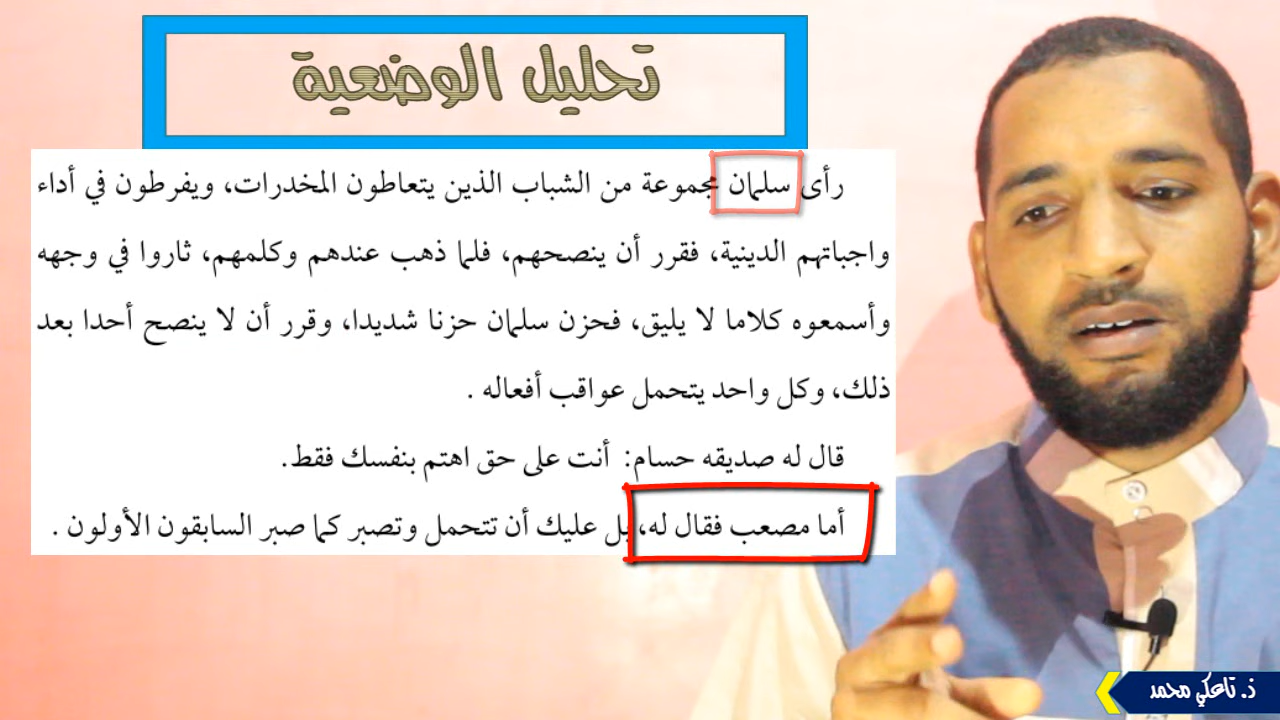 تحليل الوضعية
رأى سلمان مجموعة من الشباب الذين يتعاطون المخدرات، ويفرطون في أداء
واجباتهم الدينية، فقرر أن ينصحهم، فلما ذهب عندهم وكلمهم، ثاروا في وجهه
وأسمعوه كلاما لا يليق، فحزن سلمان حزنا شديدا، وقرر أن لا ينصح أحدا بعد
ذلك، وكل واحد يتحمل عواقب أفعاله .
قال له صديقه حسام: أنت على حق اهتم بنفسك فقط.
أما مصعب فقال له، بل عليك أن تتحمل وتصبر كما صبر السابقون الأولون .
ذ. تاعكي محمد